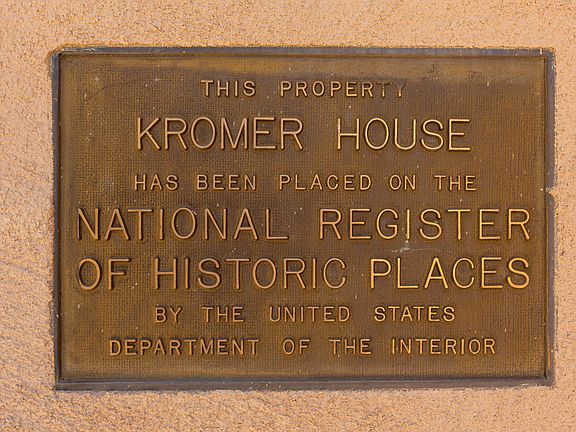 THIS PROPERTY
KROMER HOUSE
HAS BEEN PLACED ON THE
NATIONAL REGISTER
OF HISTORIC PLACES
BY THE UNITED STATES
DEPARTMENT OF THE INTERIOR